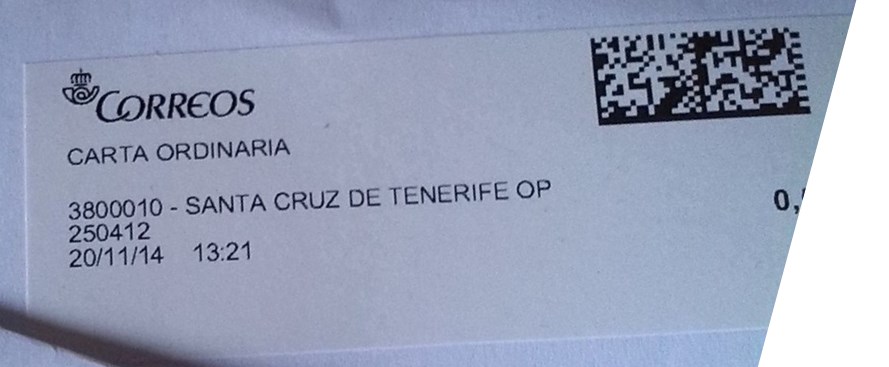 CORREOS
CARTA ORDINARIA
3800010 - SANTA CRUZ DE TENERIFE OP
250412
20/11/14 13:21